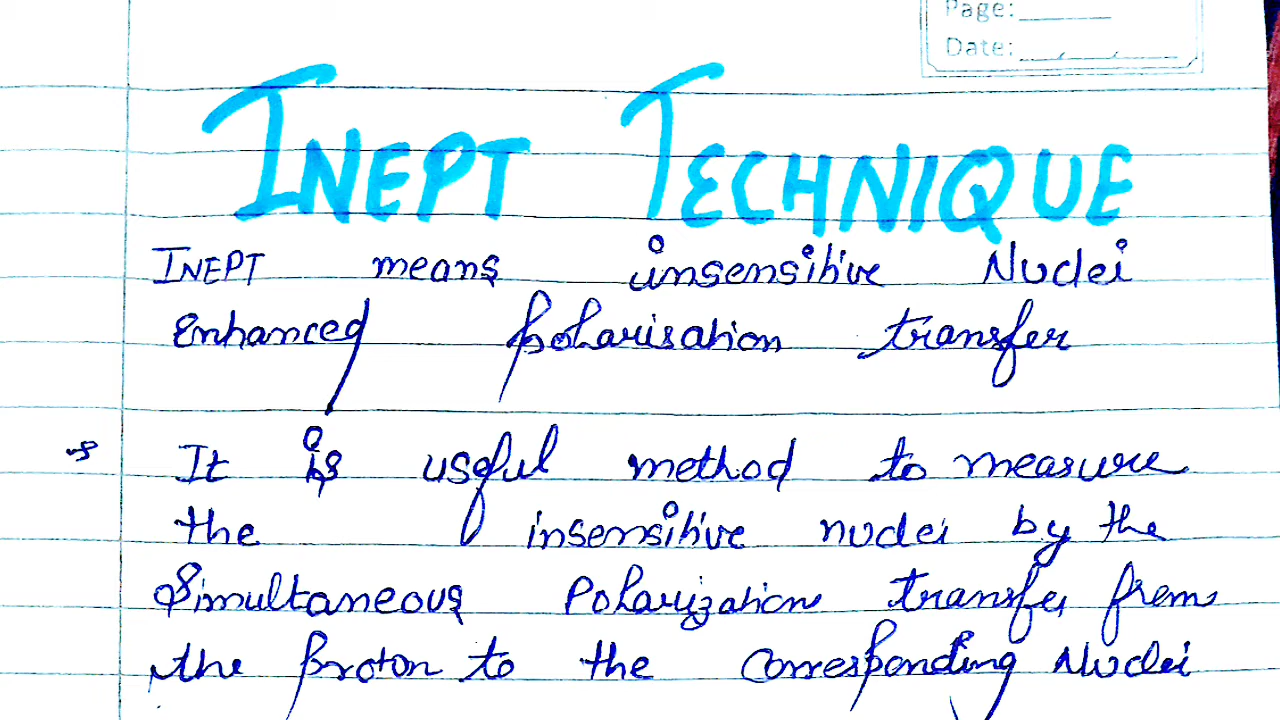 Page:
Date:
INEPT TECHNIQUE
INEPT means insensitive Nuclei
Enhanced polarisation transfer
It is useful method to measure
the insensitive nuclei by the
Simultaneous Polarization transfer from
the proton to the corresponding Nuclei